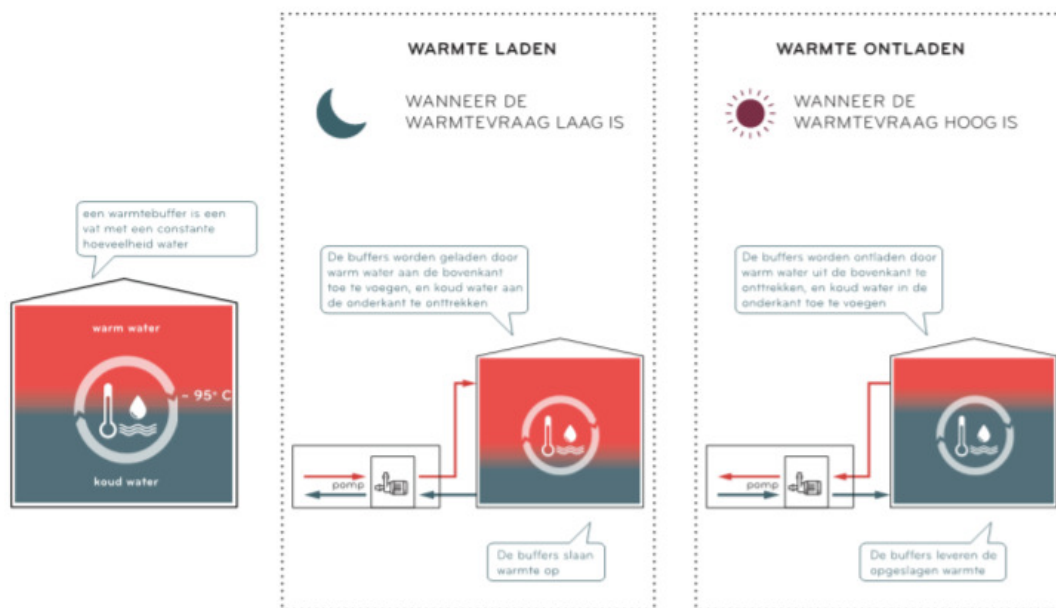 een warmtebuffer is een
vat met een constante
hoeveelheid water
warm water
~ 95° C
koud water
WARMTE LADEN
WANNEER DE
WARMTEVRAAG LAAG IS
De buffers worden geladen door
warm water aan de bovenkant
toe te voegen, en koud water aan
de onderkant te onttrekken
pomp
De buffers slaan
warmte op
WARMTE ONTLADEN
WANNEER DE
WARMTEVRAAG HOOG IS
De buffers worden ontladen door
warm water uit de bovenkant te
onttrekken, en koud water in de
onderkant toe te voegen
pomp
De buffers leveren de
opgeslagen warmte